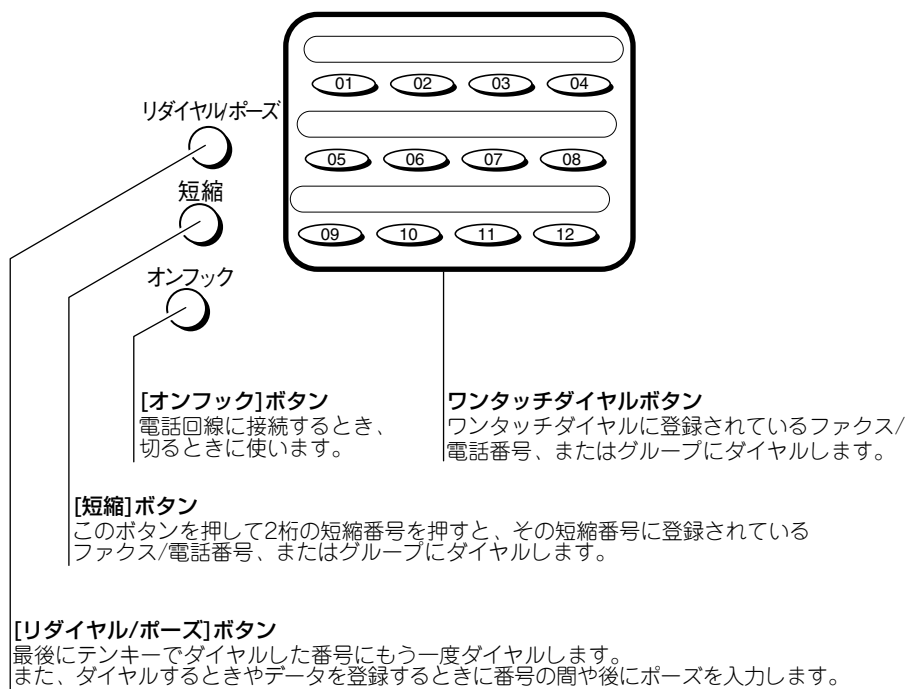 01 02 03 04
リダイヤル/ポーズ
05 06 07 08
短縮
09 10 11 12
オンフック
[オンフック]ボタン
電話回線に接続するとき、
切るときに使います。
ワンタッチダイヤルボタン
ワンタッチダイヤルに登録されているファクス/
電話番号、またはグループにダイヤルします。
[短縮]ボタン
このボタンを押して2桁の短縮番号を押すと、その短縮番号に登録されている
ファクス/電話番号、またはグループにダイヤルします。
[リダイヤル/ポーズ]ボタン
最後にテンキーでダイヤルした番号にもう一度ダイヤルします。
また、ダイヤルするときやデータを登録するときに番号の間や後にポーズを入力します。